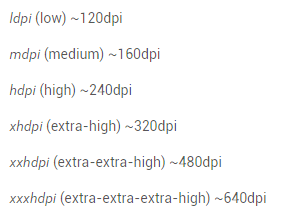 ldpi (low) ~120dpi
mdpi (medium) ~160dpi
hdpi (high) ~240dpi
xhdpi (extra-high) ~320dpi
xxhdpi (extra-extra-high) ~480dpi
xxxhdpi (extra-extra-extra-high) ~640dpi